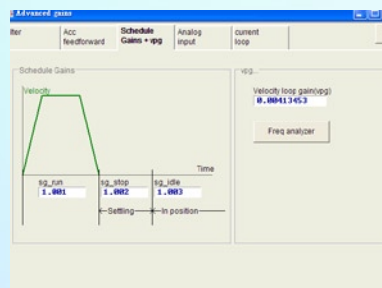 Advanced gains
lter
Acc feedforward
Schedule Gains + vpg
Analog input
current loop
Schedule Gains
Velocity
Time
sg_run
sg_stop
sg_idle
1.001
1.002
1.003
Settling
In position
vpg...
Velocity loop gain(vpg)
0.00413453
Freq analyzer